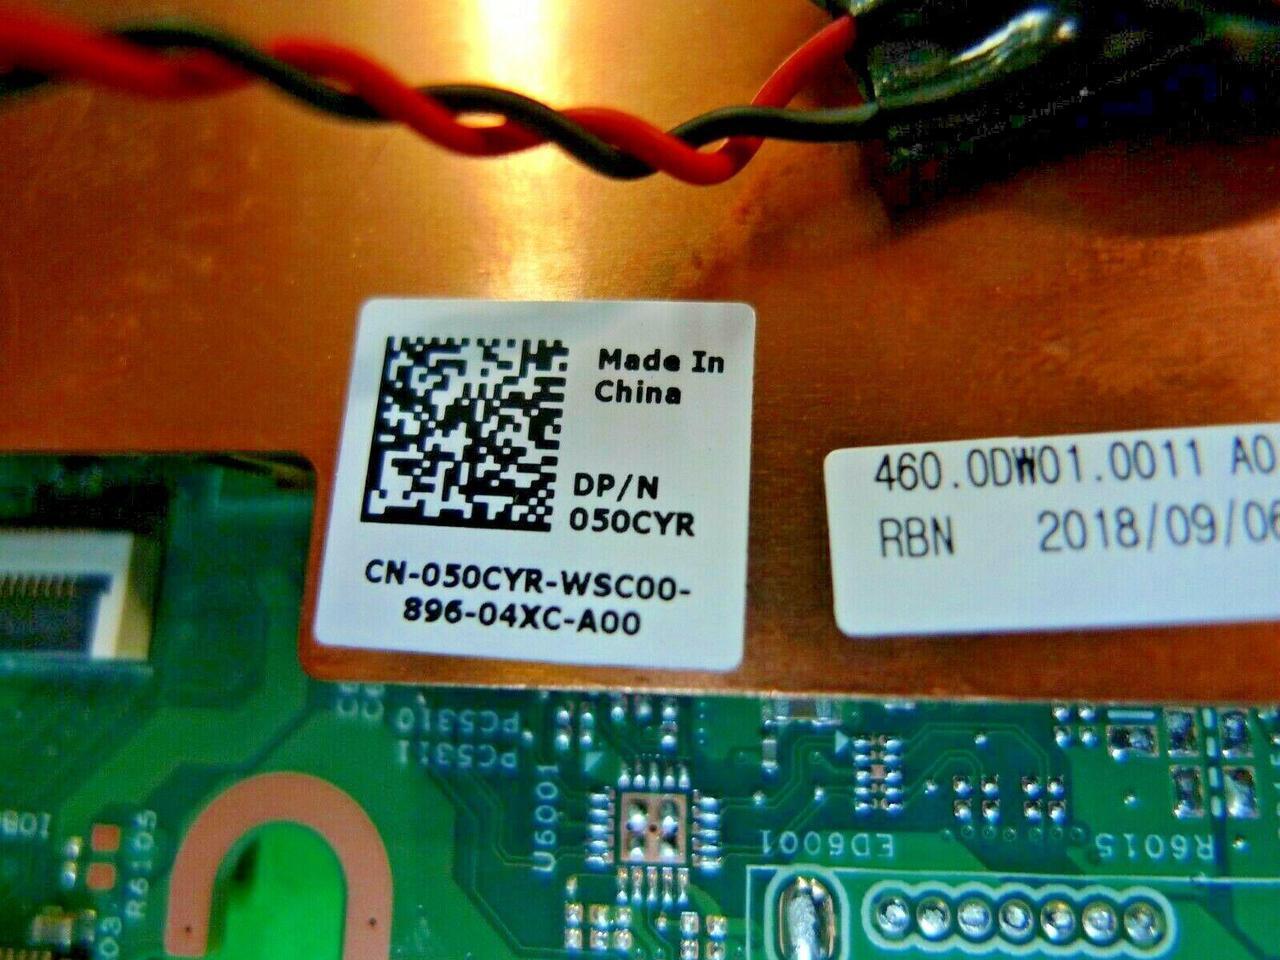 Made In
China
DP/N
050CYR
CN-050CYR-WSC00-
896-04XC-A00
460.0DW01.0011 A0
RBN 2018/09/06
PC5310
PC5311
U6001
ED6001
R6015
R6105